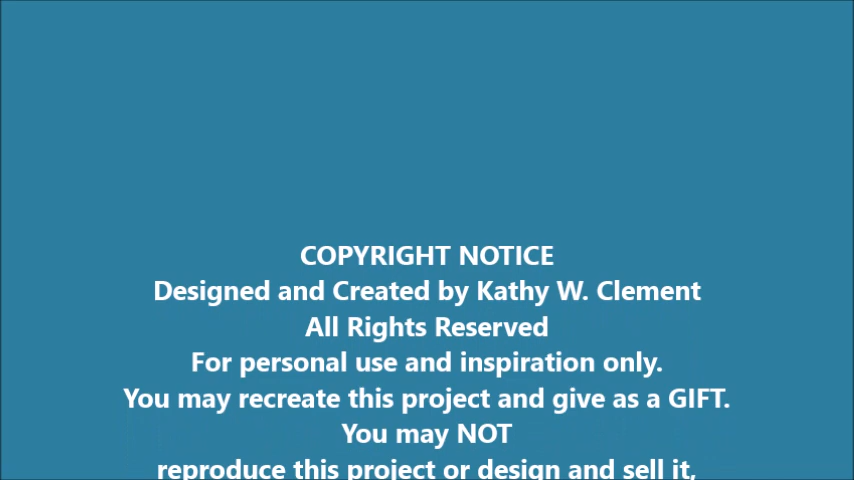 COPYRIGHT NOTICE
Designed and Created by Kathy W. Clement
All Rights Reserved
For personal use and inspiration only.
You may recreate this project and give as a GIFT.
You may NOT
reproduce this project or design and sell it,